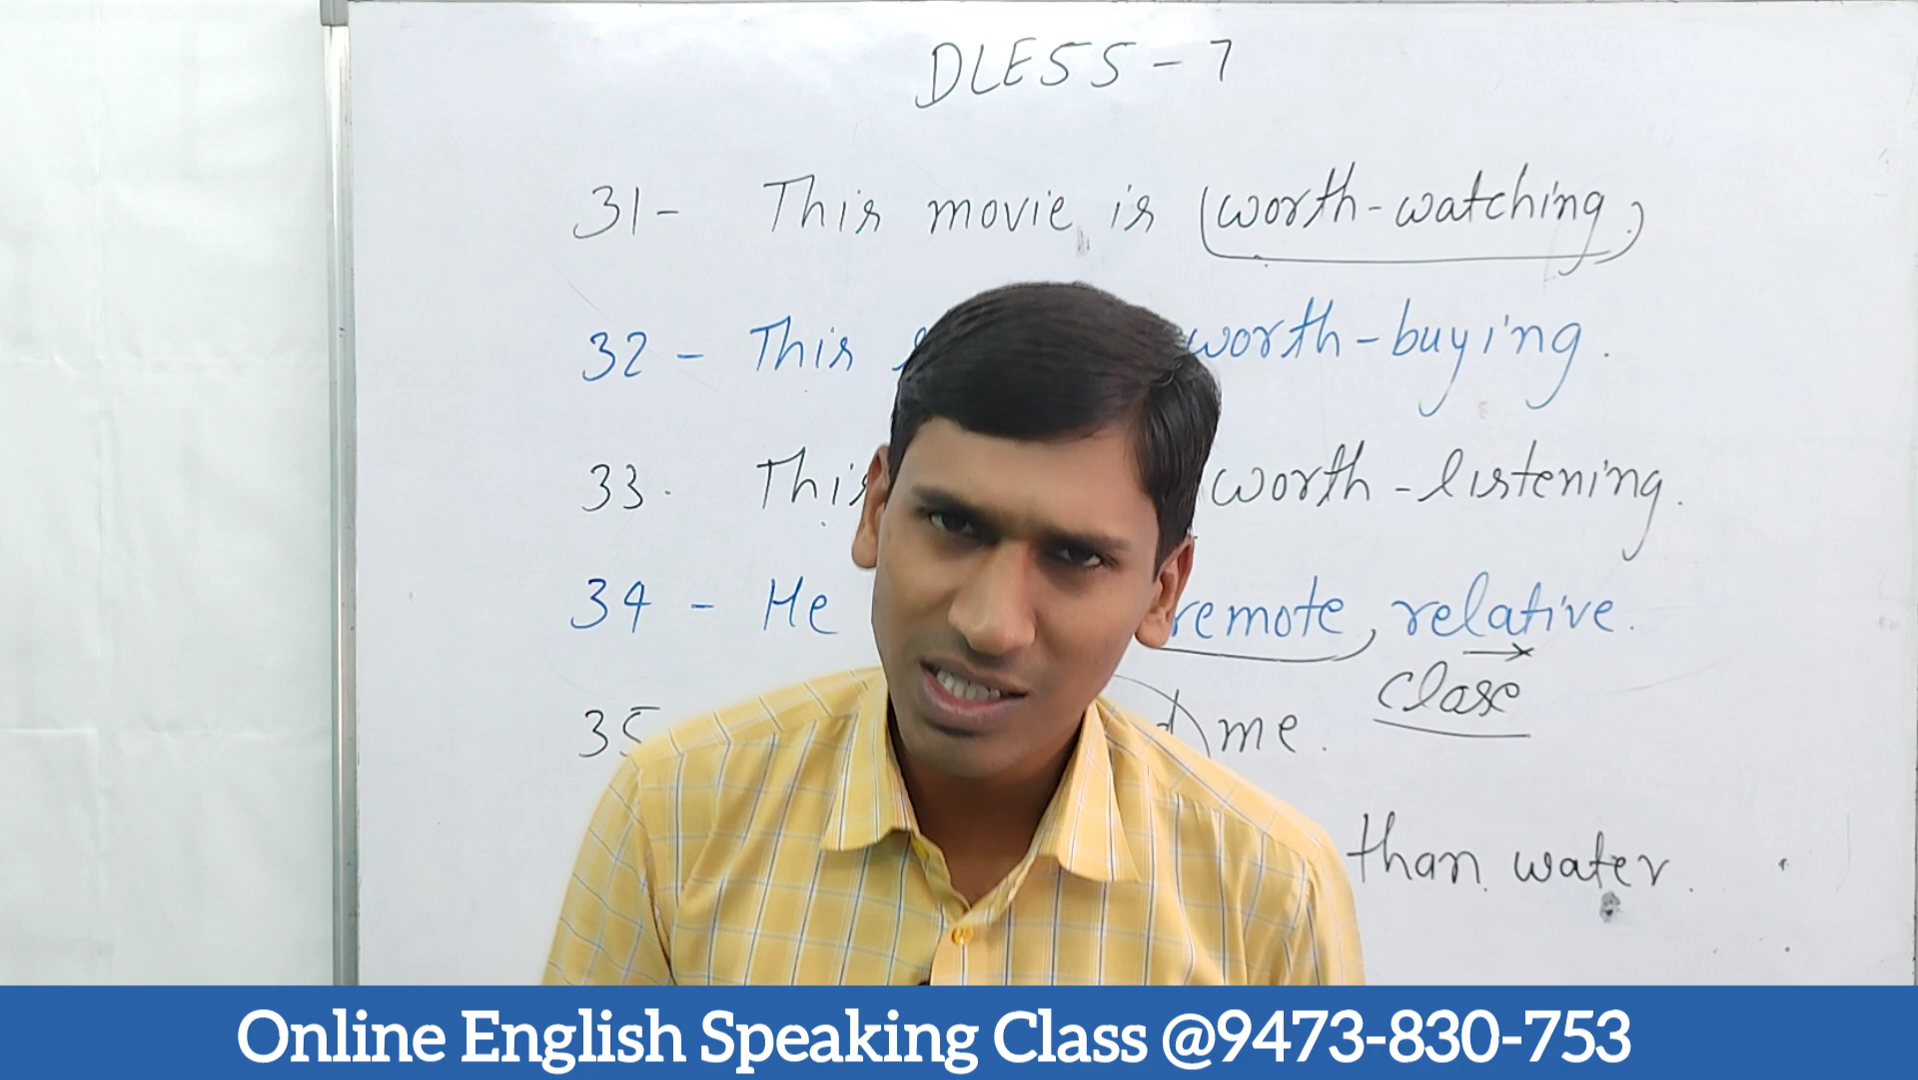 DLESS - 7
31 - This movie is worth-watching.
32 - This worth-buying.
33. This worth-listening.
34 - He remote relative.
close
35 me.
than water.
Online English Speaking Class @9473-830-753